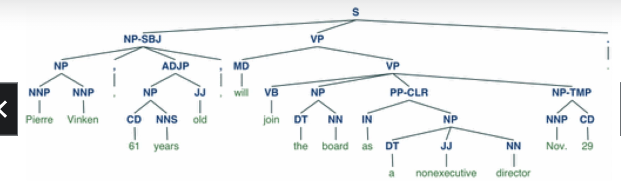 S
NP-SBJ VP
NP ADJP MD VP
NNP NNP NP JJ will VB NP PP-CLR NP-TMP
Pierre Vinken CD NNS old join DT NN IN NP NNP CD
61 years the board as DT JJ NN Nov. 29
a nonexecutive director